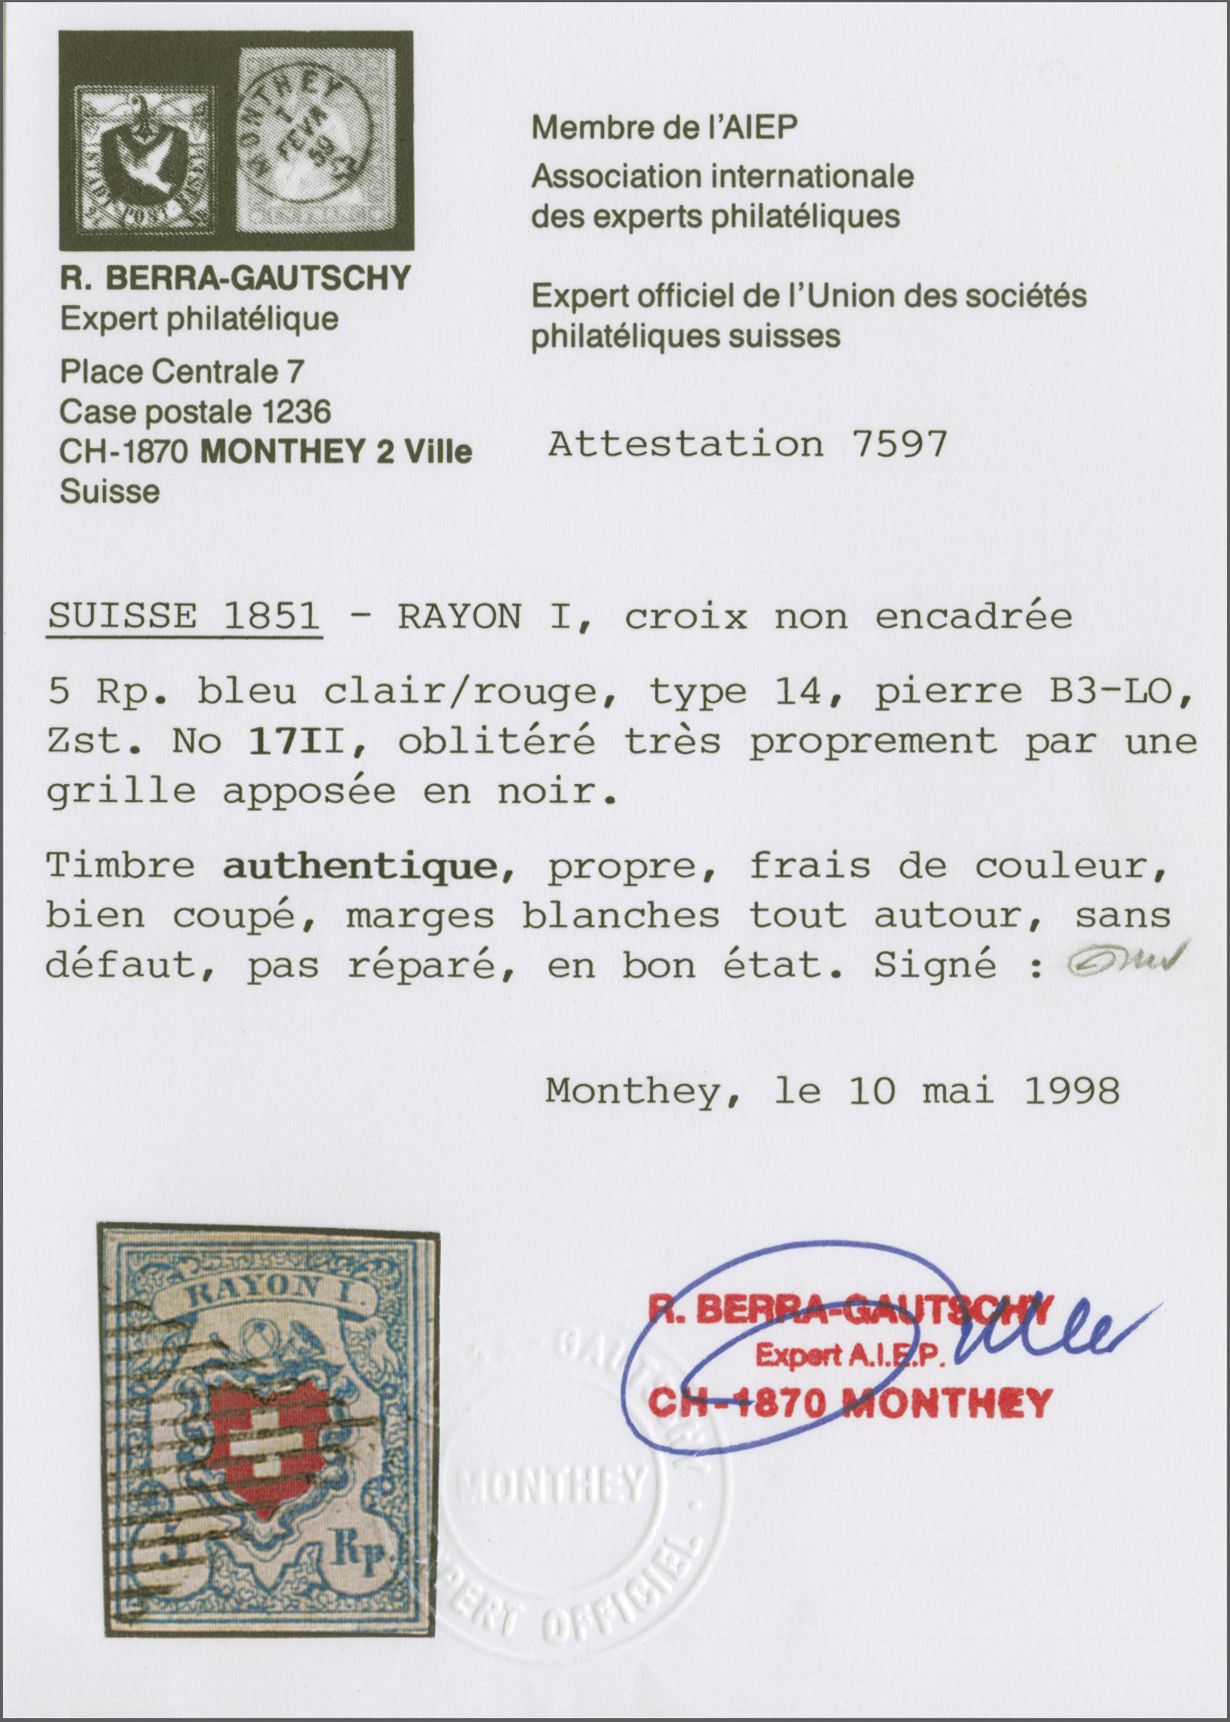 MONTHEY
FEVR
R. BERRA-GAUTSCHY
Expert philatélique
Place Centrale 7
Case postale 1236
CH-1870 MONTHEY 2 Ville
Suisse
Membre de l'AIEP
Association internationale
des experts philatéliques
Expert officiel de l'Union des sociétés
philatéliques suisses
Attestation 7597
SUISSE 1851 - RAYON I, croix non encadrée
5 Rp. bleu clair/rouge, type 14, pierre B3-LO,
Zst. No 17II, oblitéré très proprement par une
grille apposée en noir.
Timbre authentique, propre, frais de couleur,
bien coupé, marges blanches tout autour, sans
défaut, pas réparé, en bon état. Signé :
Monthey, le 10 mai 1998
RAYON I.
5 Rp.
GAUTSCHY
MONTHEY
OFFICIEL
R. BERRA-GAUTSCHY
Expert A.I.E.P.
CH-1870 MONTHEY